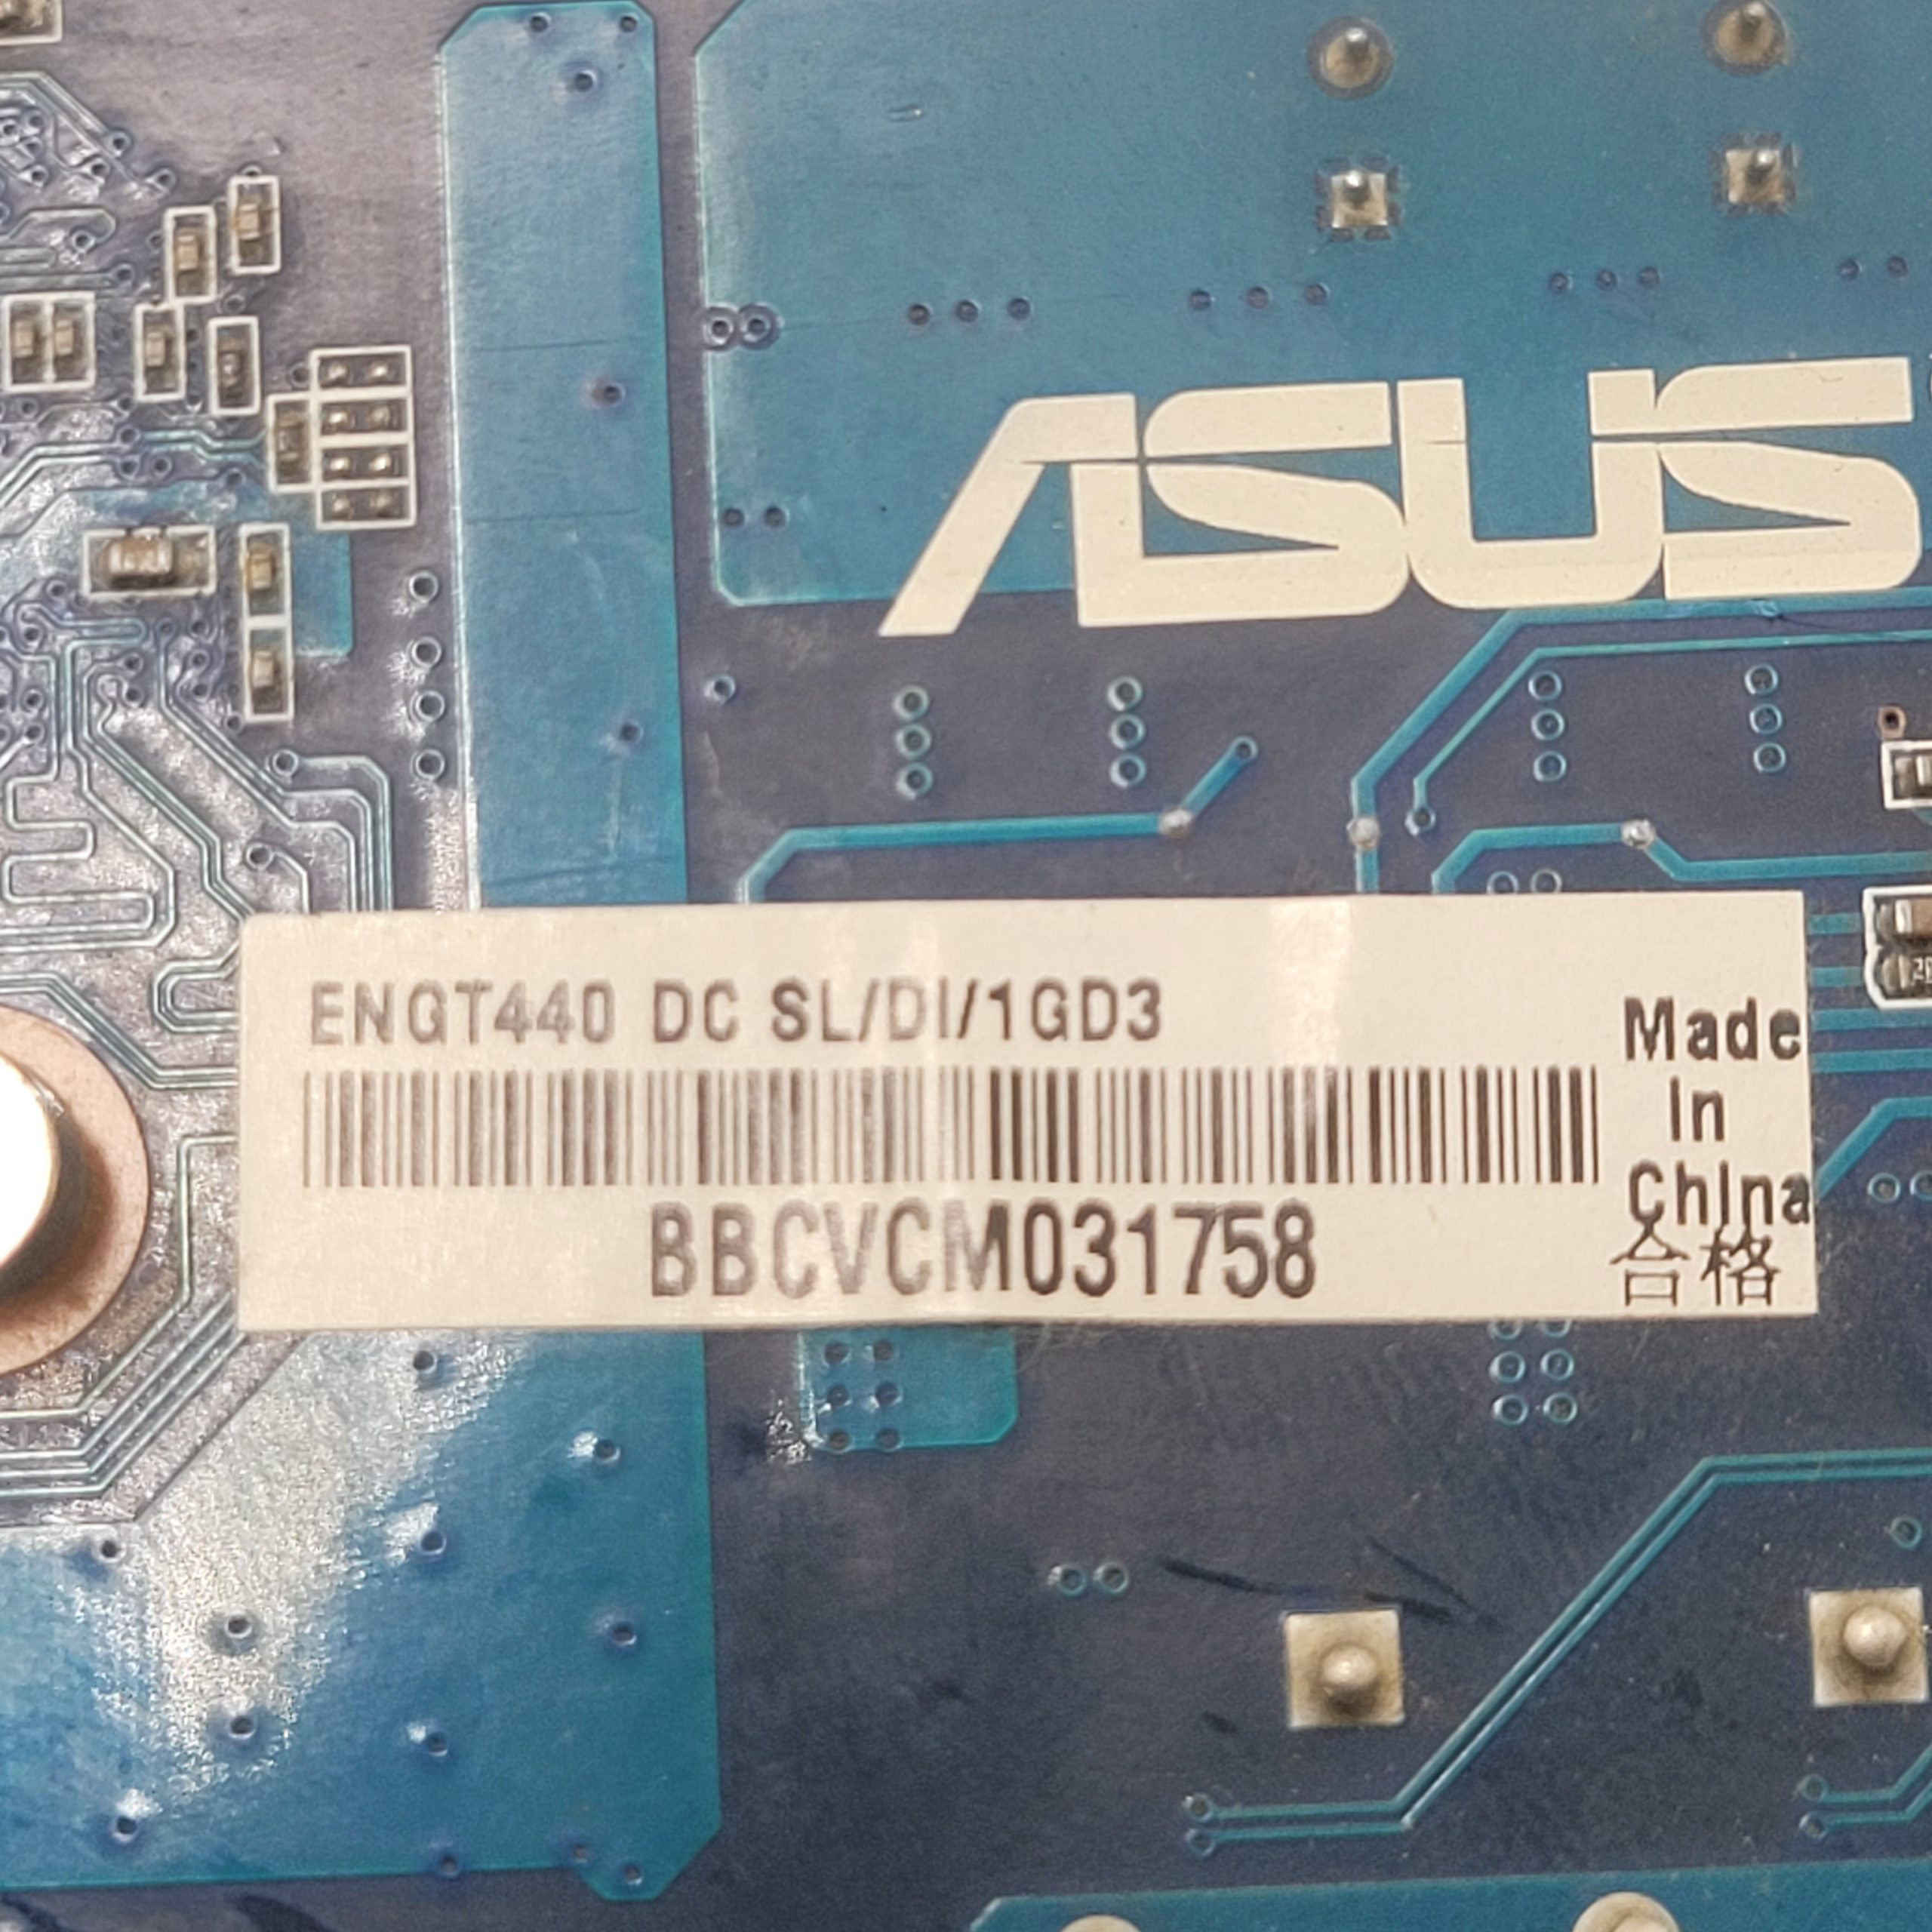 ASUS
ENGT440 DC SL/DI/1GD3
Made
in
China
BBCVCM031758
合格